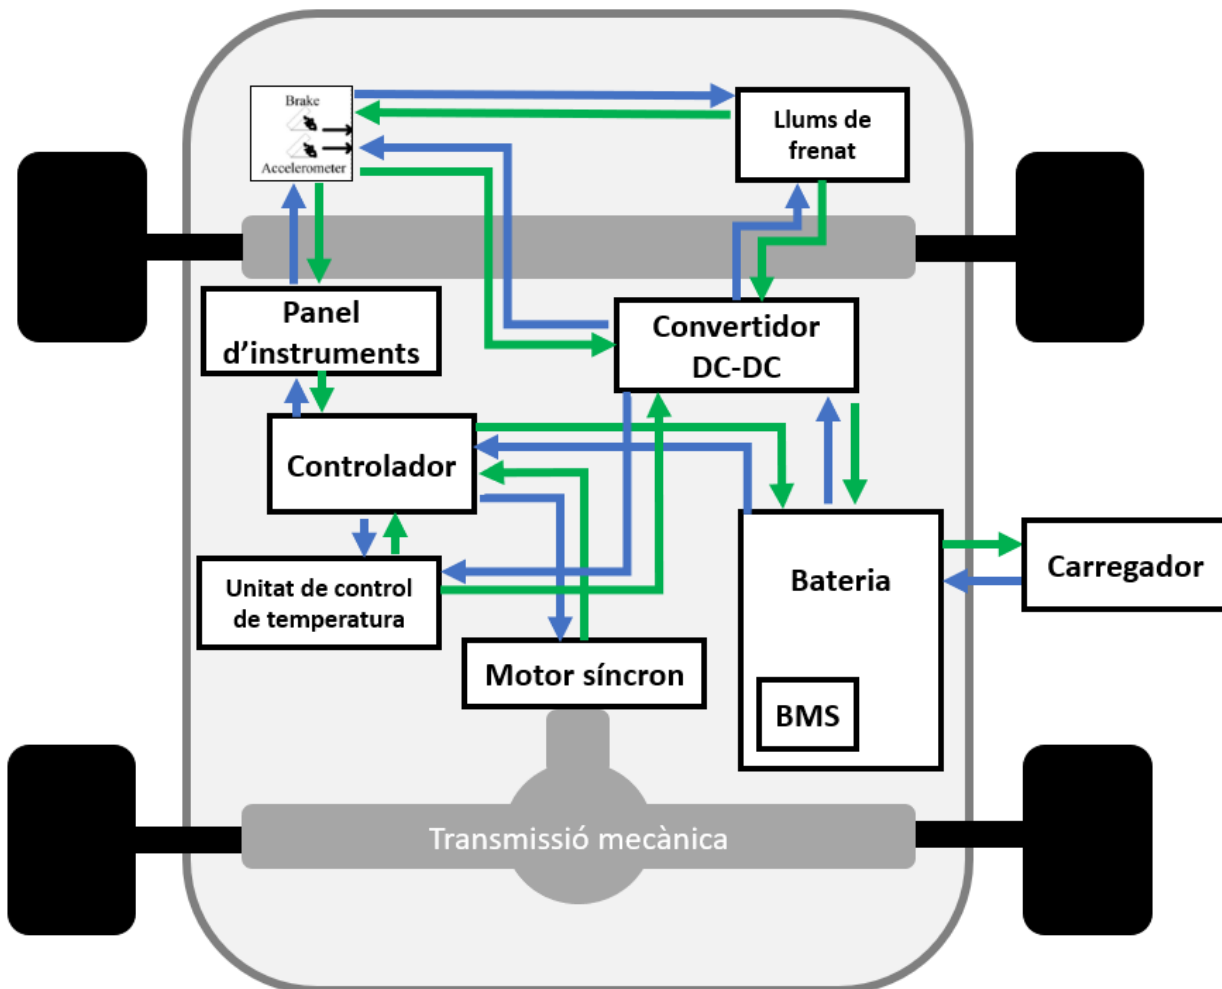 Brake
Accelerometer
Llums de
frenat
Panel
d'instruments
Convertidor
DC-DC
Controlador
Unitat de control
de temperatura
Bateria
Carregador
Motor síncron
BMS
Transmissió mecànica